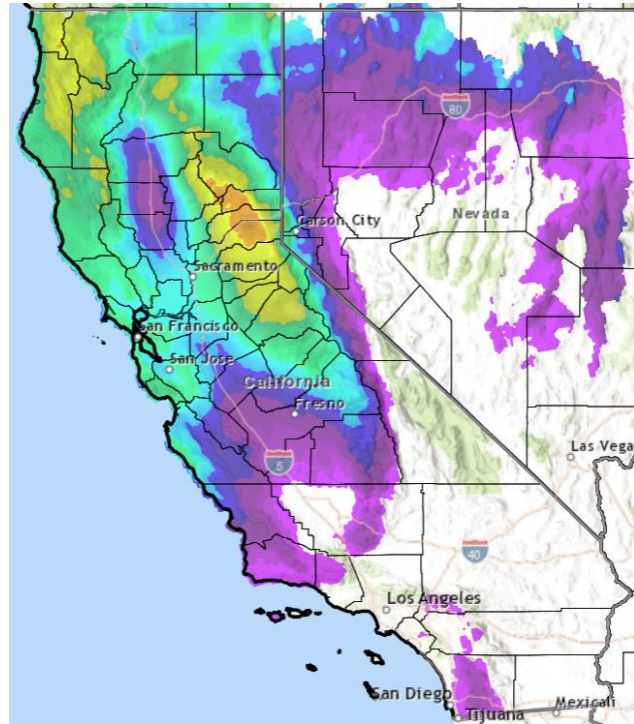 80
Carson City
Nevada
Sacramento
San Francisco
San Jose
California
Fresno
Las Vega
5
40
Los Angeles
San Diego
Tijuana
Mexicali